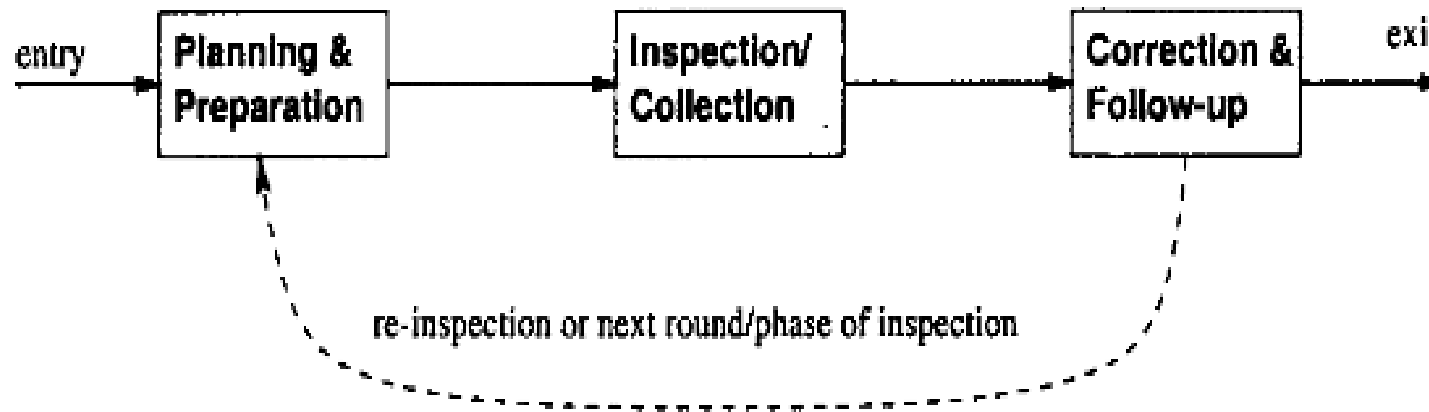 entry
Planning &
Preparation
Inspection/
Collection
Correction &
Follow-up
exi
re-inspection or next round/phase of inspection